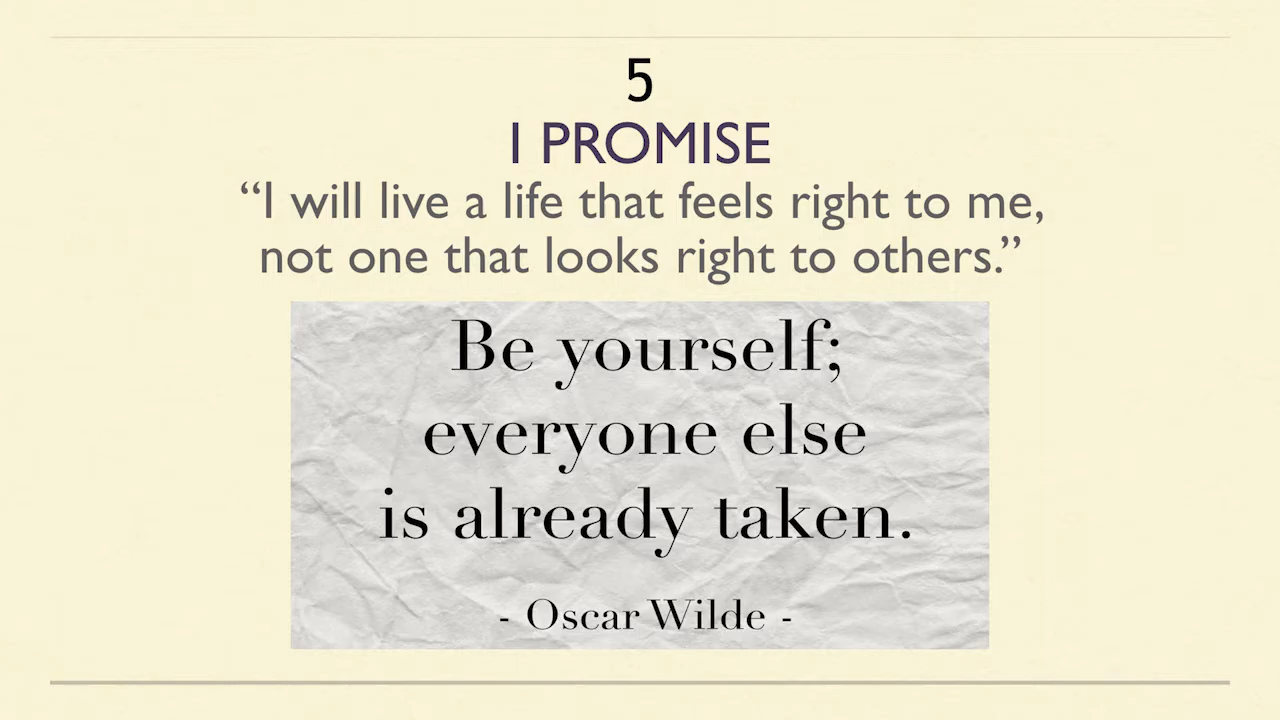 5
I PROMISE
“I will live a life that feels right to me,
not one that looks right to others.”
Be yourself;
everyone else
is already taken.
- Oscar Wilde -